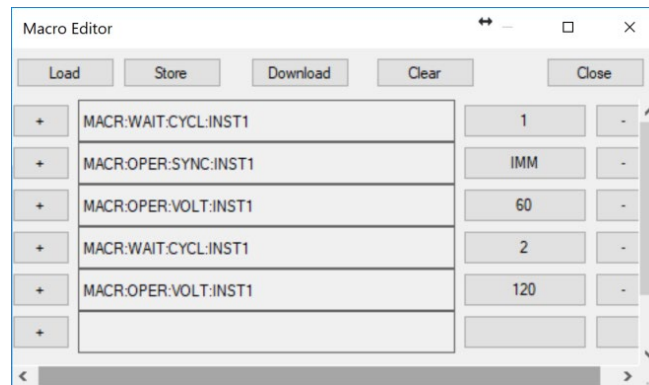 Macro Editor
Load Store Download Clear Close
+ MACR:WAIT:CYCL:INST1 1 -
+ MACR:OPER:SYNC:INST1 IMM -
+ MACR:OPER:VOLT:INST1 60 -
+ MACR:WAIT:CYCL:INST1 2 -
+ MACR:OPER:VOLT:INST1 120 -
+